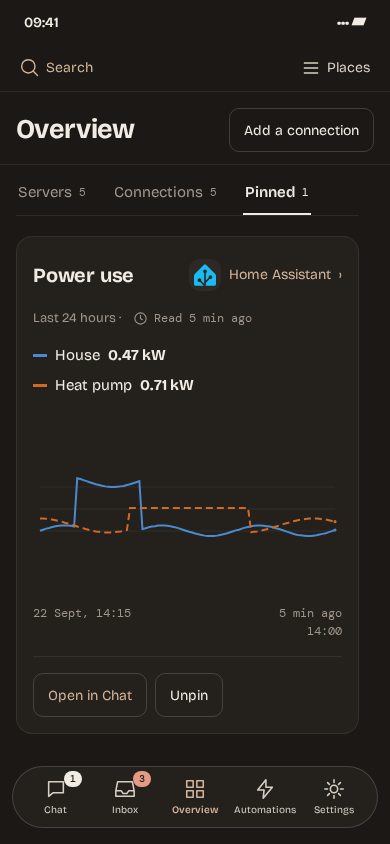 09:41
Search
Places
Overview
Add a connection
Servers 5
Connections 5
Pinned 1
Power use
Home Assistant ›
Last 24 hours ·
Read 5 min ago
House 0.47 kW
Heat pump 0.71 kW
22 Sept, 14:15
5 min ago
14:00
Open in Chat
Unpin
1
3
Chat
Inbox
Overview
Automations
Settings